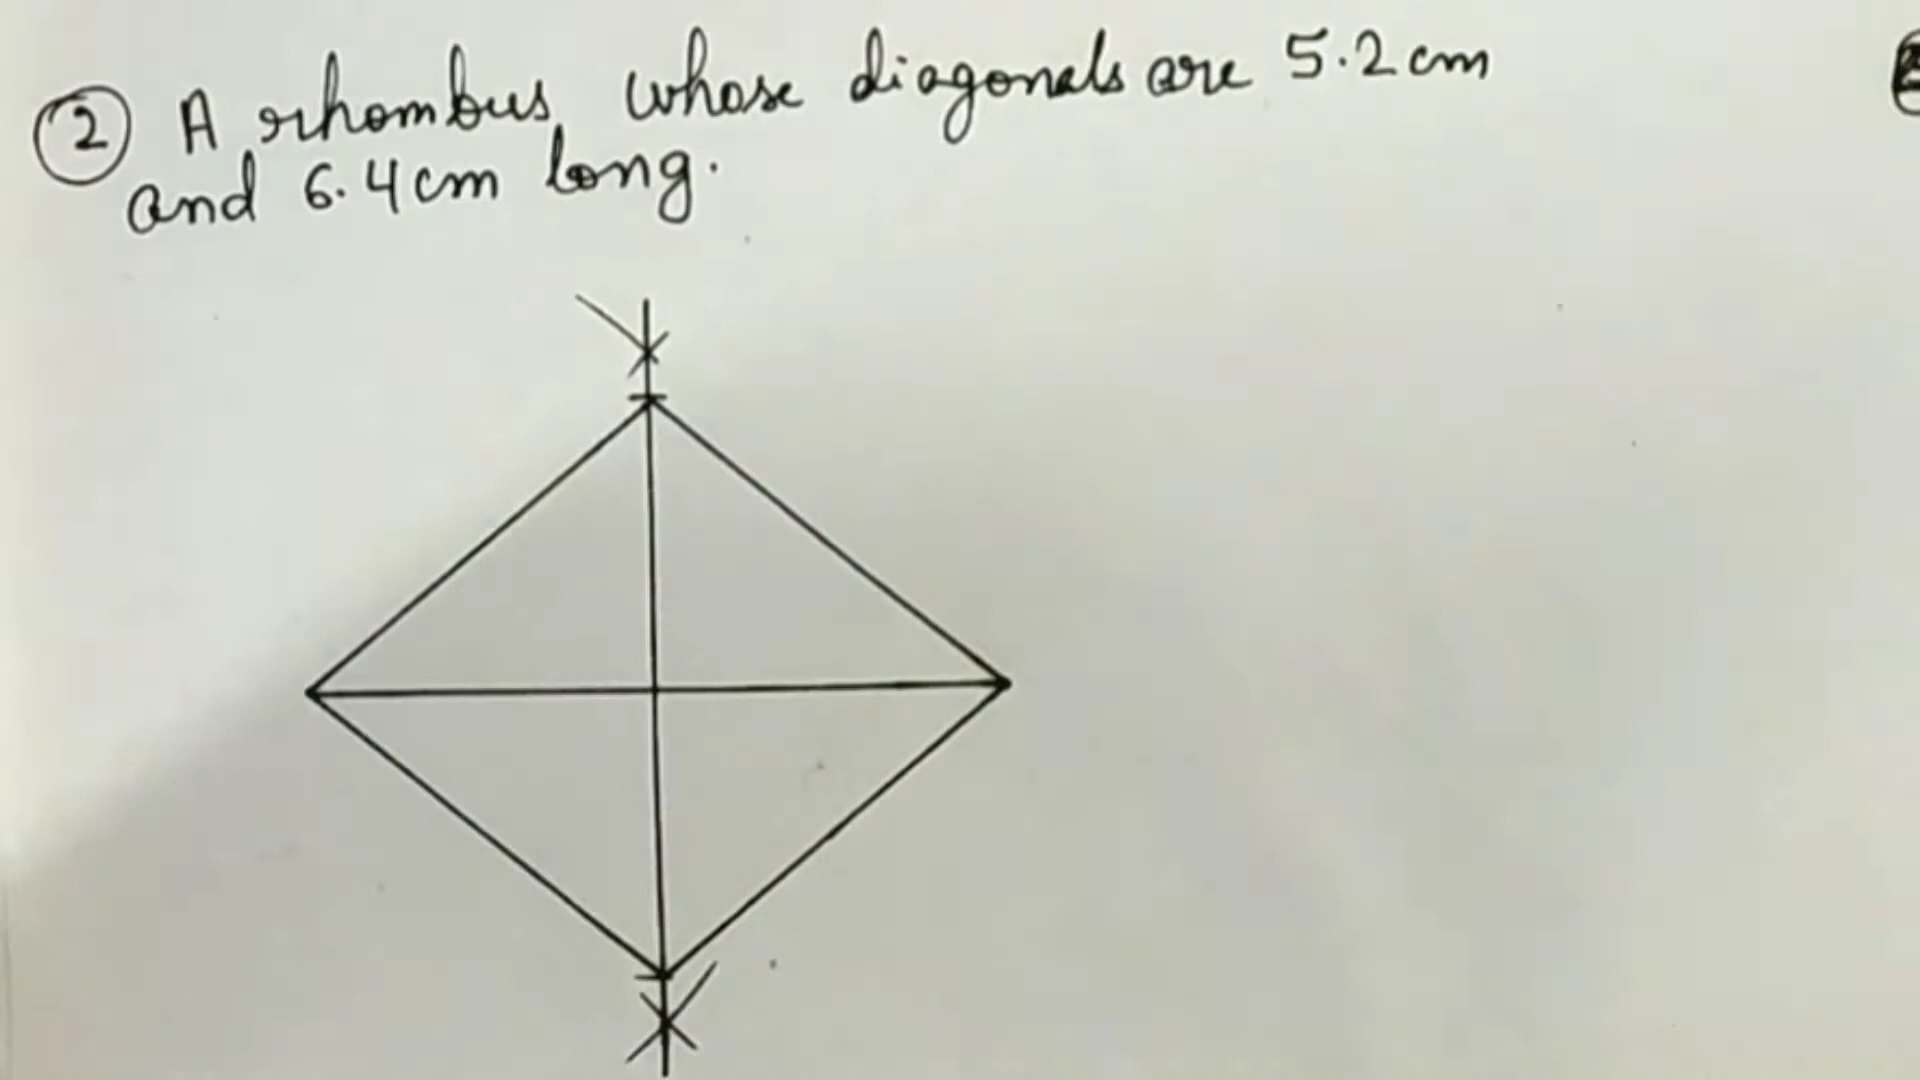 ② A rhombus whose diagonals are 5.2 cm
and 6.4 cm long.